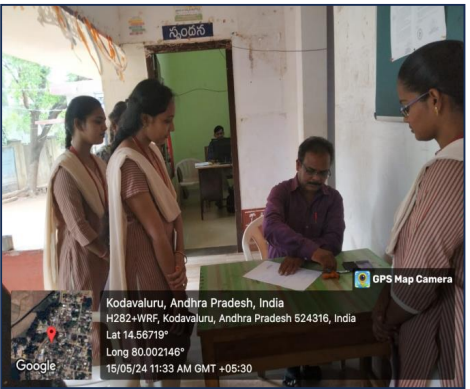 స్పందన
GPS Map Camera
Kodavaluru, Andhra Pradesh, India
H282+WRF, Kodavaluru, Andhra Pradesh 524316, India
Lat 14.56719°
Long 80.002146°
15/05/24 11:33 AM GMT +05:30
Google